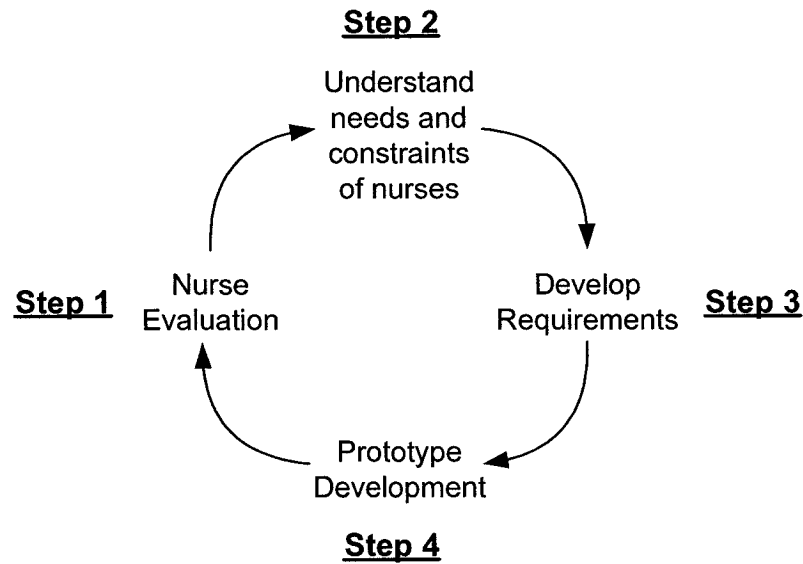 Step 2
Understand
needs and
constraints
of nurses
Step 1
Nurse
Evaluation
Develop
Requirements
Step 3
Prototype
Development
Step 4